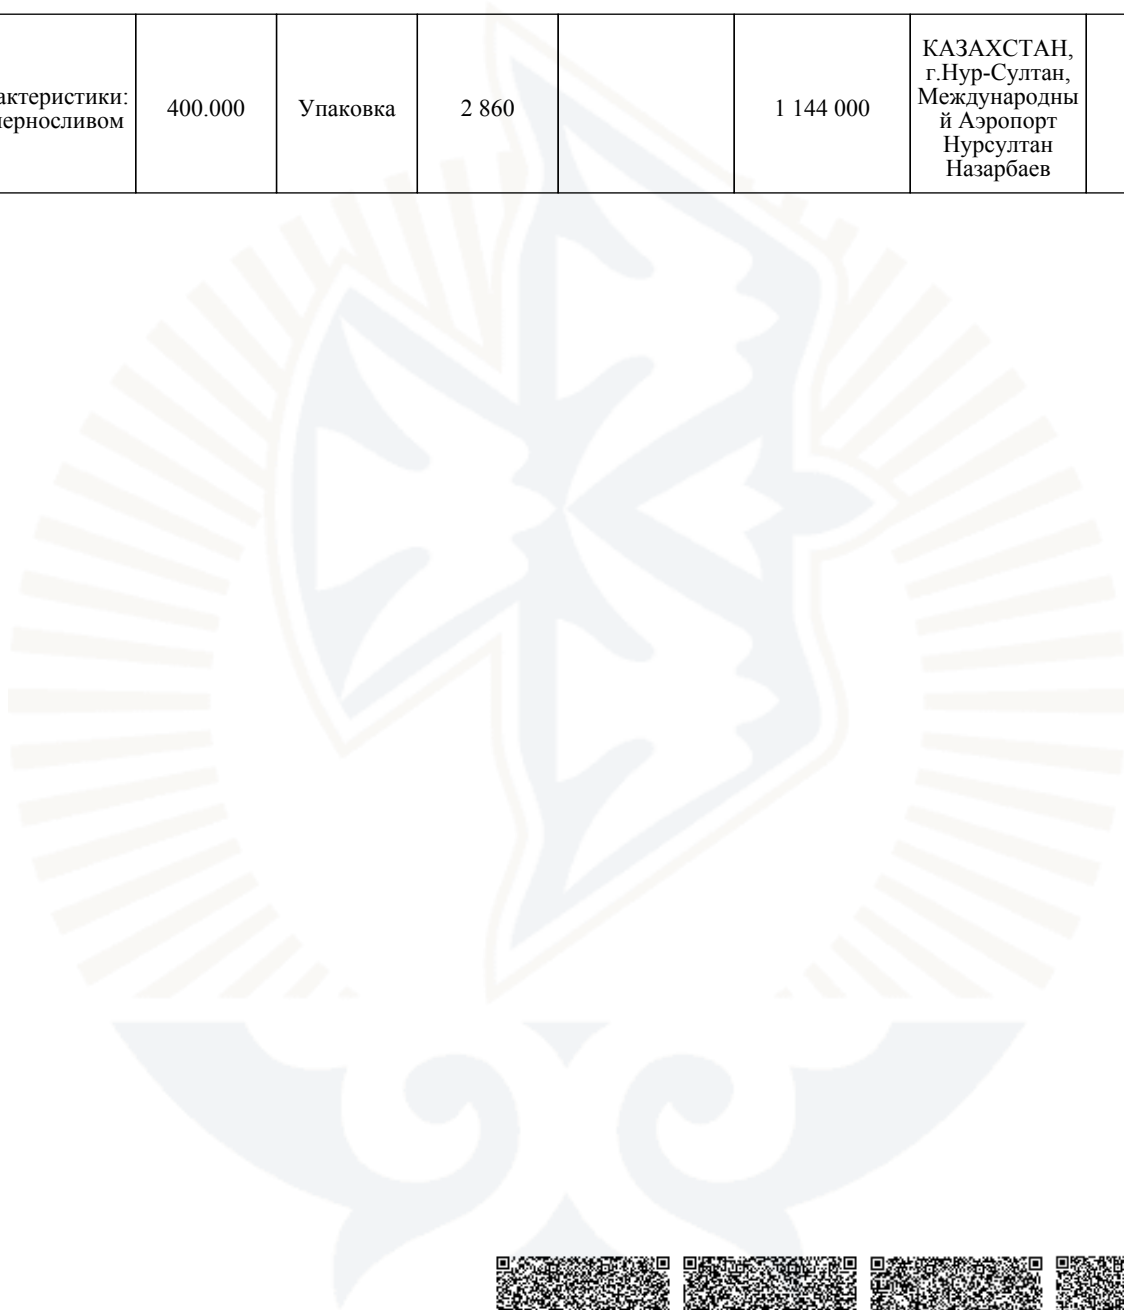 актеристики:
черносливом
400.000
Упаковка
2 860
1 144 000
КАЗАХСТАН,
г.Нур-Султан,
Международны
й Аэропорт
Нурсултан
Назарбаев